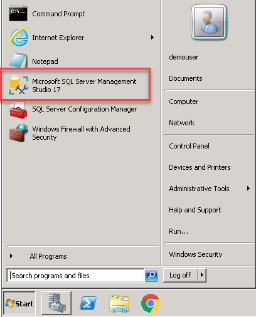 Command Prompt
Internet Explorer
Notepad
Microsoft SQL Server Management
Studio 17
SQL Server Configuration Manager
Windows Firewall with Advanced
Security
All Programs
Search programs and files
demouser
Documents
Computer
Network
Control Panel
Devices and Printers
Administrative Tools
Help and Support
Run...
Windows Security
Log off
Start